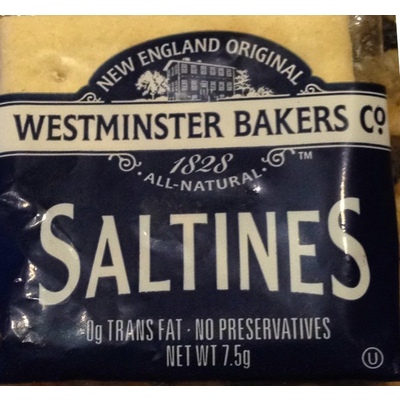 NEW ENGLAND ORIGINAL
WESTMINSTER BAKERS CO.
1828 ™
·ALL-NATURAL·
SALTINES
0g TRANS FAT · NO PRESERVATIVES
NET WT 7.5g
U